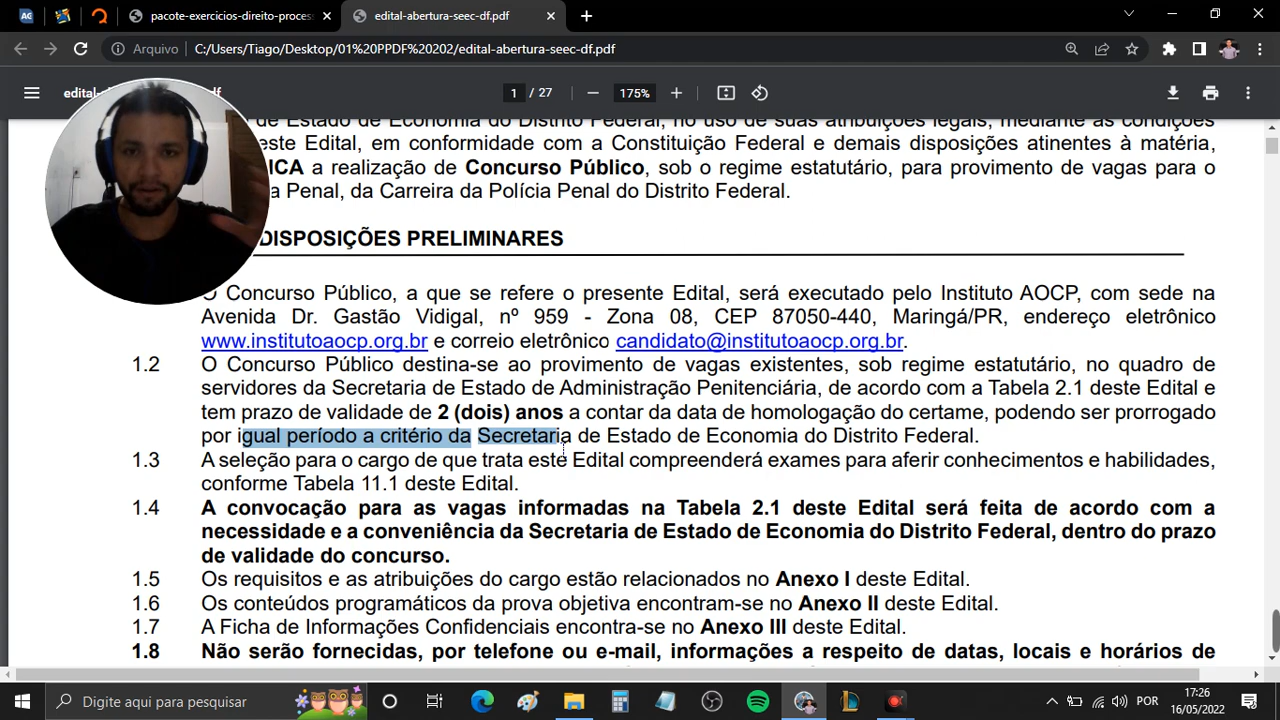 pacote-exercicios-direito-process
edital-abertura-seec-df.pdf
Arquivo
C:/Users/Tiago/Desktop/01%20PPDF%20202/edital-abertura-seec-df.pdf
1 / 27
175%
de Estado de Economia do Distrito Federal, no uso de suas atribuições legais, mediante as condições
este Edital, em conformidade com a Constituição Federal e demais disposições atinentes à matéria,
ICA a realização de Concurso Público, sob o regime estatutário, para provimento de vagas para o
a Penal, da Carreira da Polícia Penal do Distrito Federal.
DISPOSIÇÕES PRELIMINARES
O Concurso Público, a que se refere o presente Edital, será executado pelo Instituto AOCP, com sede na
Avenida Dr. Gastão Vidigal, nº 959 - Zona 08, CEP 87050-440, Maringá/PR, endereço eletrônico
www.institutoaocp.org.br e correio eletrônico candidato@institutoaocp.org.br.
1.2 O Concurso Público destina-se ao provimento de vagas existentes, sob regime estatutário, no quadro de
servidores da Secretaria de Estado de Administração Penitenciária, de acordo com a Tabela 2.1 deste Edital e
tem prazo de validade de 2 (dois) anos a contar da data de homologação do certame, podendo ser prorrogado
por igual período a critério da Secretaria de Estado de Economia do Distrito Federal.
1.3 A seleção para o cargo de que trata este Edital compreenderá exames para aferir conhecimentos e habilidades,
conforme Tabela 11.1 deste Edital.
1.4 A convocação para as vagas informadas na Tabela 2.1 deste Edital será feita de acordo com a
necessidade e a conveniência da Secretaria de Estado de Economia do Distrito Federal, dentro do prazo
de validade do concurso.
1.5 Os requisitos e as atribuições do cargo estão relacionados no Anexo I deste Edital.
1.6 Os conteúdos programáticos da prova objetiva encontram-se no Anexo II deste Edital.
1.7 A Ficha de Informações Confidenciais encontra-se no Anexo III deste Edital.
1.8 Não serão fornecidas, por telefone ou e-mail, informações a respeito de datas, locais e horários de
Digite aqui para pesquisar
POR
17:26
16/05/2022